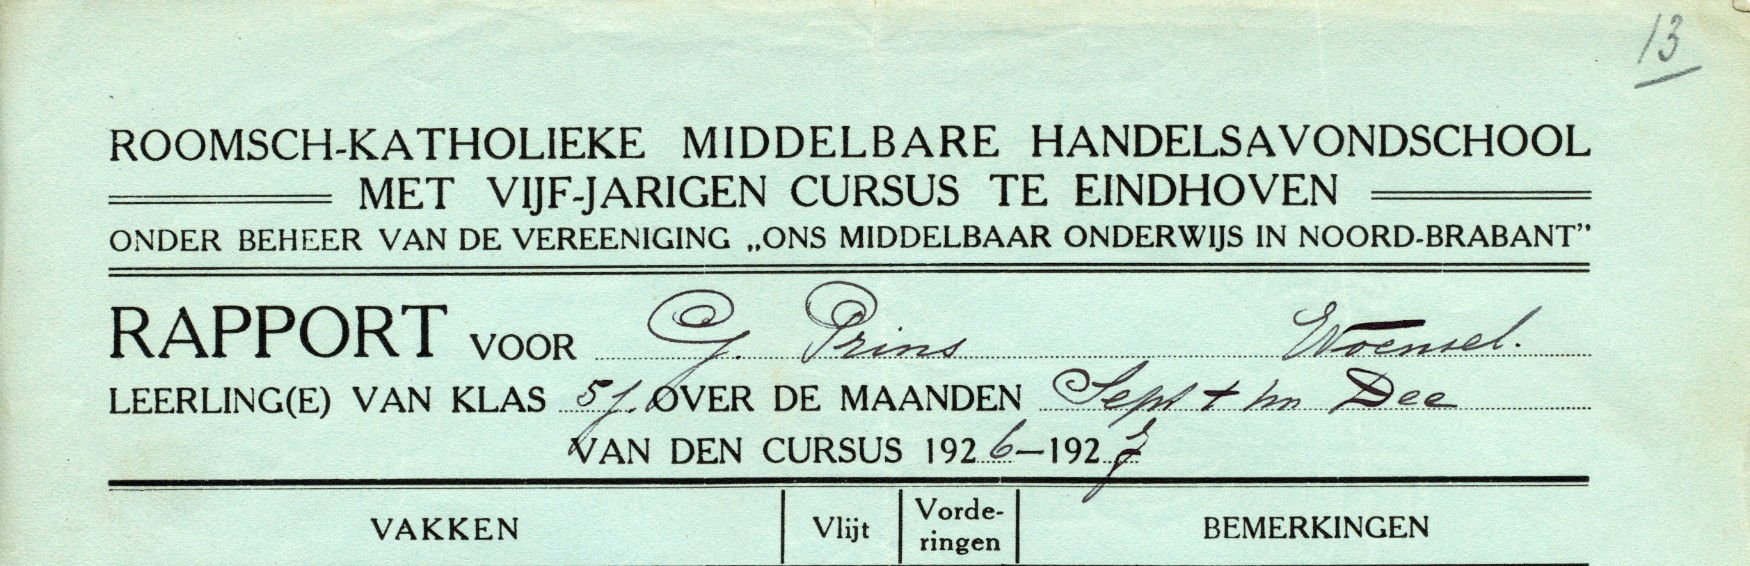 13
ROOMSCH-KATHOLIEKE MIDDELBARE HANDELSAVONDSCHOOL
MET VIJF-JARIGEN CURSUS TE EINDHOVEN
ONDER BEHEER VAN DE VEREENIGING „ONS MIDDELBAAR ONDERWIJS IN NOORD-BRABANT”
RAPPORT VOOR G. Prins Woensel.
LEERLING(E) VAN KLAS 5j. OVER DE MAANDEN Sept t/m Dec
VAN DEN CURSUS 1926—1927
VAKKEN Vlijt Vorde- BEMERKINGEN
ringen